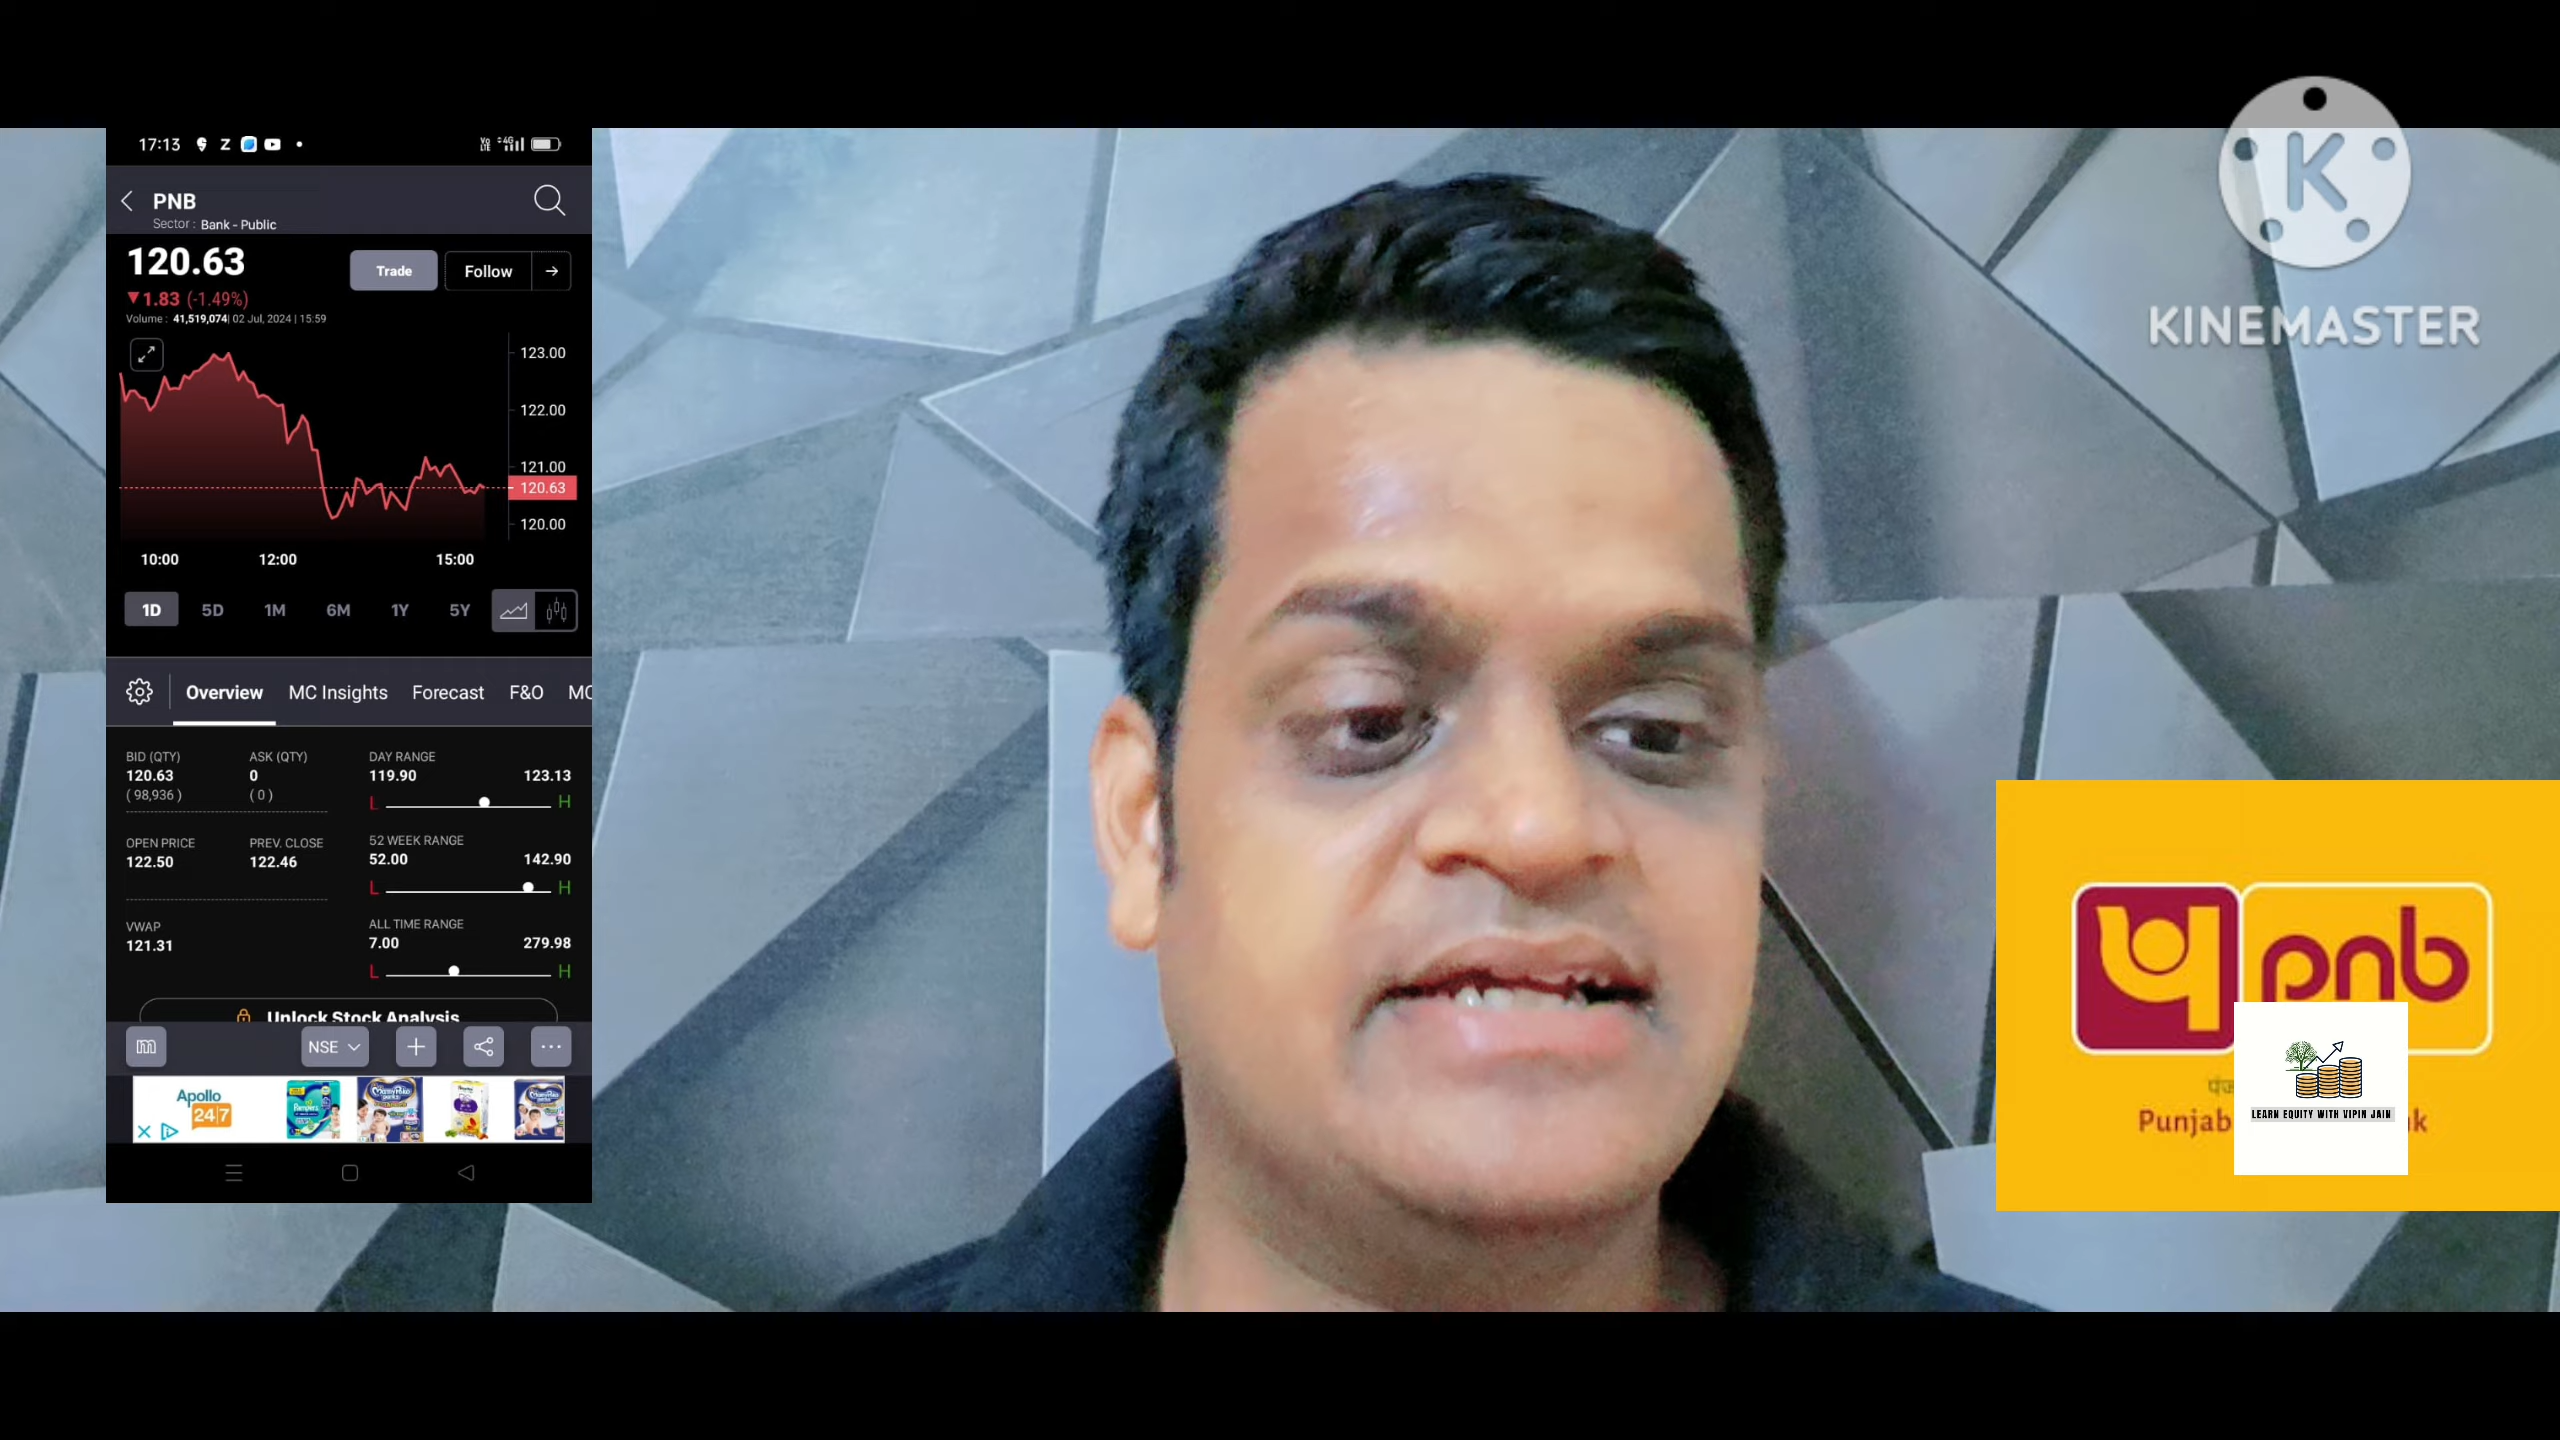 17:13
PNB
Sector : Bank - Public
120.63
Trade
Follow
▼1.83 (-1.49%)
Volume : 41,519,074| 02 Jul, 2024 | 15:59
123.00
122.00
121.00
120.63
120.00
10:00 12:00 15:00
1D 5D 1M 6M 1Y 5Y
Overview MC Insights Forecast F&O MC
BID (QTY) ASK (QTY) DAY RANGE
120.63 0 119.90 123.13
( 98,936 ) ( 0 ) L H
OPEN PRICE PREV. CLOSE 52 WEEK RANGE
122.50 122.46 52.00 142.90
L H
VWAP ALL TIME RANGE
121.31 7.00 279.98
L H
Unlock Stock Analysis
NSE
Apollo
24|7
Pampers
MamyPoko
K
KINEMASTER
pnb
Punjab
LEARN EQUITY WITH VIPIN JAIN